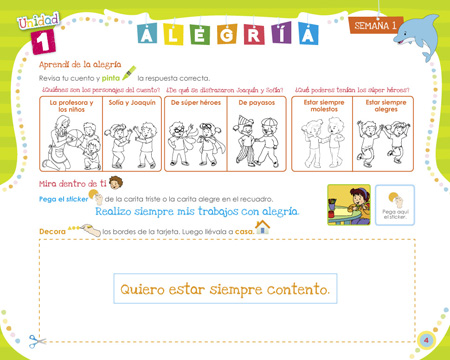 Unidad
1
ALEGRÍA
SEMANA 1
Aprendí de la alegría
Revisa tu cuento y pinta la respuesta correcta.
¿Quiénes son los personajes del cuento?
¿De qué se disfrazaron Joaquín y Sofía?
¿Qué poderes tenían los súper héroes?
La profesora y los niños
Sofía y Joaquín
De súper héroes
De payasos
Estar siempre molestos
Estar siempre alegres
Mira dentro de ti
Pega el sticker de la carita triste o la carita alegre en el recuadro.
Realizo siempre mis trabajos con alegría.
Pega aquí el sticker.
Decora los bordes de la tarjeta. Luego llévala a casa.
Quiero estar siempre contento.
4